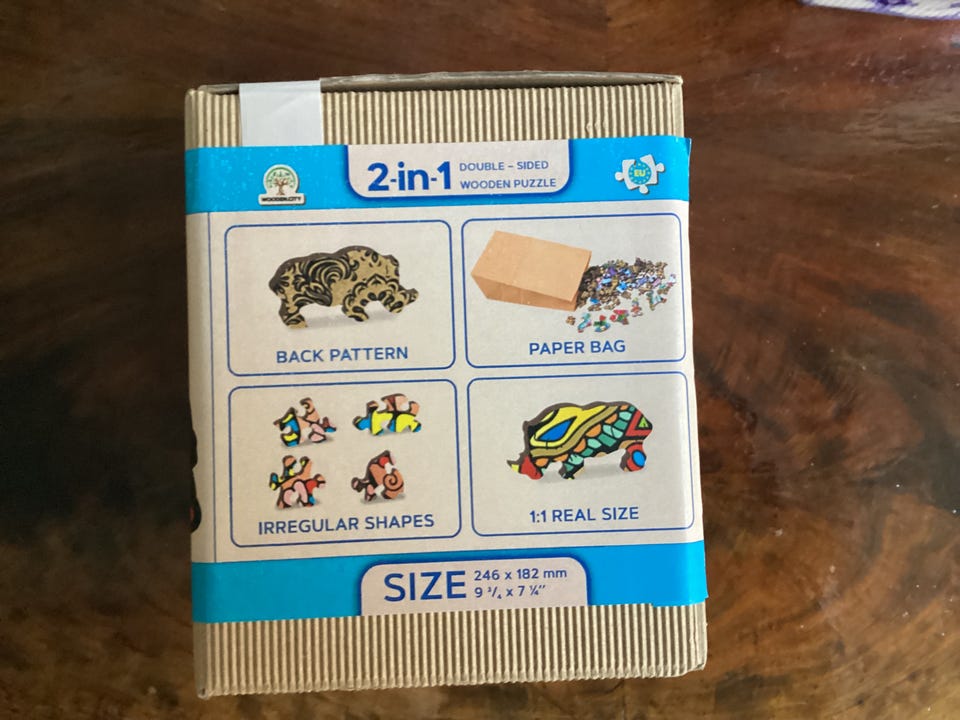 WOODEN.CITY
2-in-1
DOUBLE – SIDED
WOODEN PUZZLE
EU
BACK PATTERN
PAPER BAG
IRREGULAR SHAPES
1:1 REAL SIZE
SIZE
246 x 182 mm
9 ³/₄ x 7 ¼″